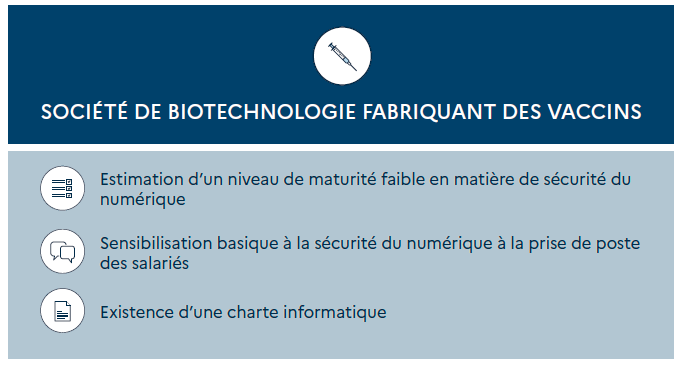 SOCIÉTÉ DE BIOTECHNOLOGIE FABRIQUANT DES VACCINS
Estimation d’un niveau de maturité faible en matière de sécurité du
numérique
Sensibilisation basique à la sécurité du numérique à la prise de poste
des salariés
Existence d’une charte informatique